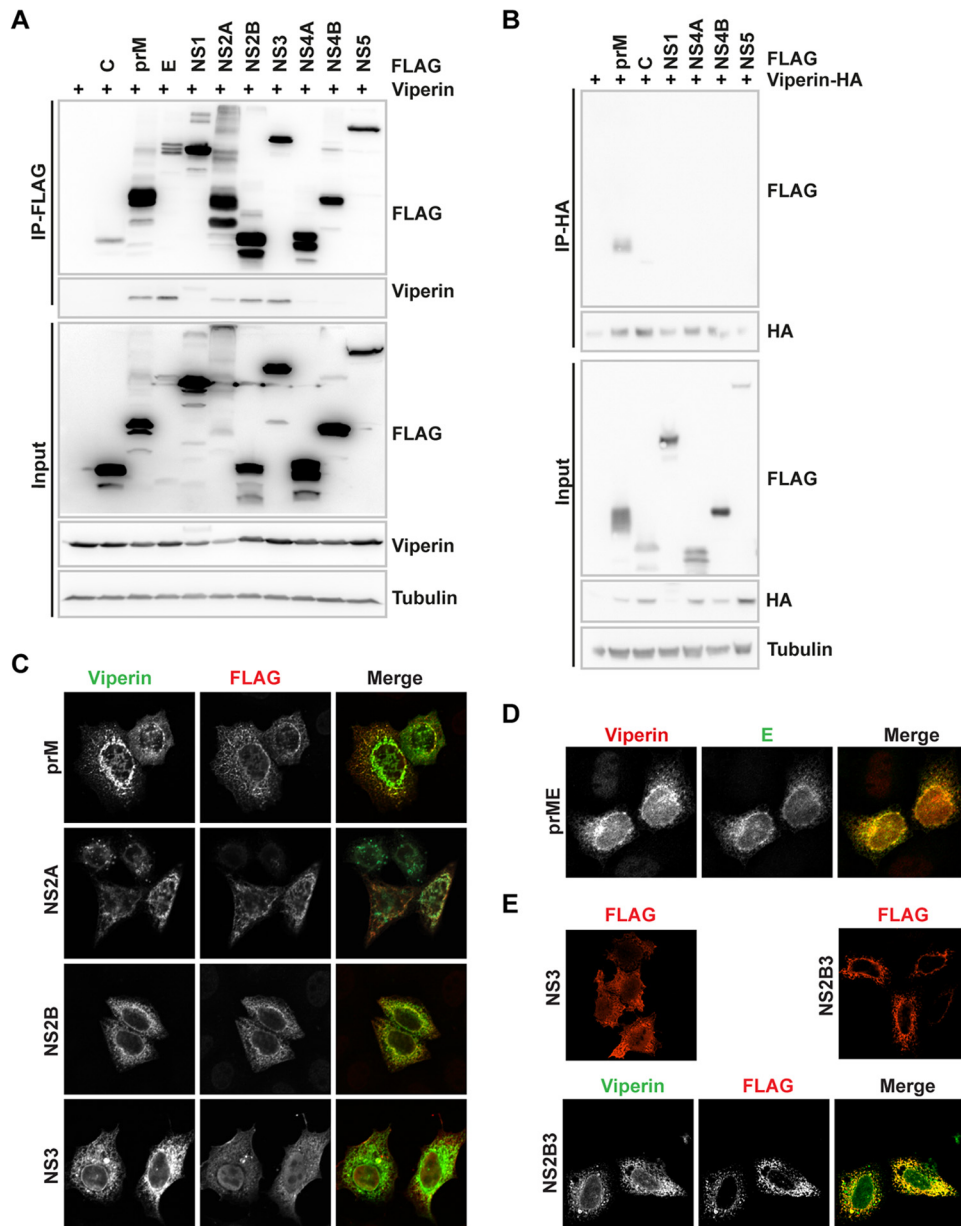 A
C prM E NS1 NS2A NS2B NS3 NS4A NS4B NS5 FLAG
+ + + + + + + + + + + Viperin
IP-FLAG
FLAG
Viperin
Input
FLAG
Viperin
Tubulin
B
prM C NS1 NS4A NS4B NS5 FLAG
+ + + + + + + Viperin-HA
IP-HA
FLAG
HA
Input
FLAG
HA
Tubulin
C
Viperin FLAG Merge
prM
NS2A
NS2B
NS3
D
Viperin E Merge
prME
E
FLAG FLAG
NS3 NS2B3
Viperin FLAG Merge
NS2B3